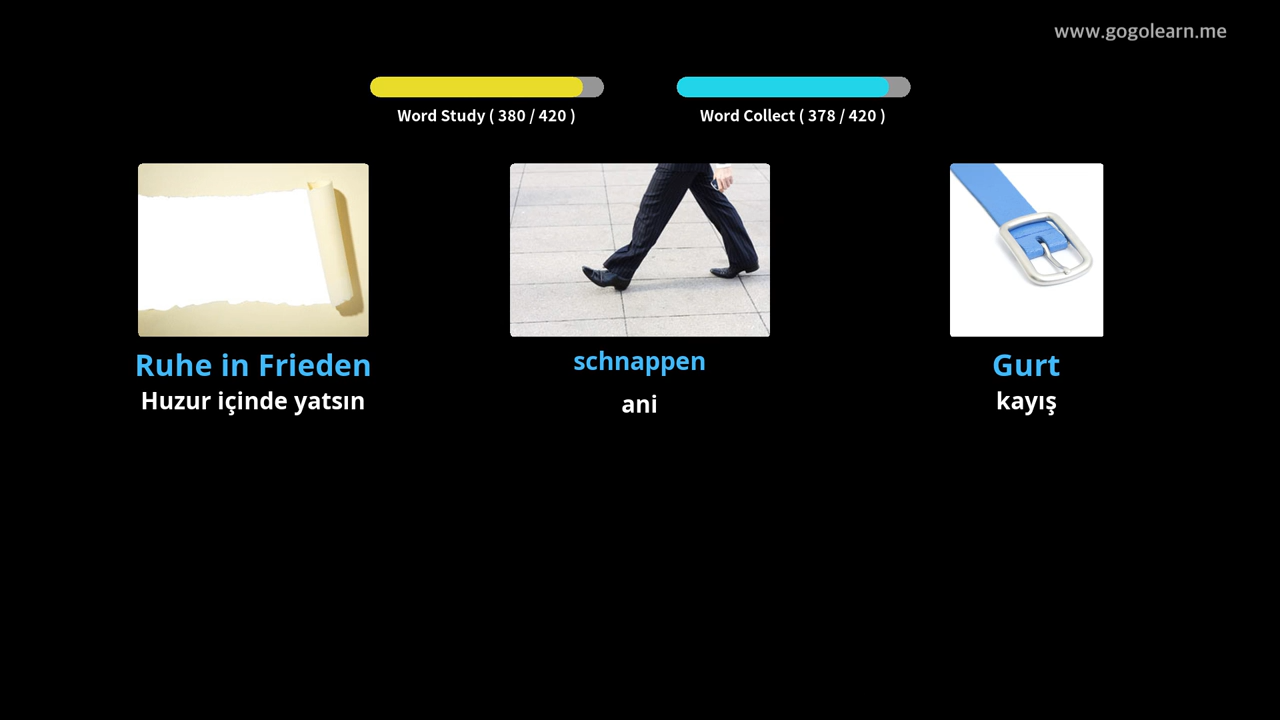 www.gogolearn.me
Word Study ( 380 / 420 )
Word Collect ( 378 / 420 )
Ruhe in Frieden
Huzur içinde yatsın
schnappen
ani
Gurt
kayış